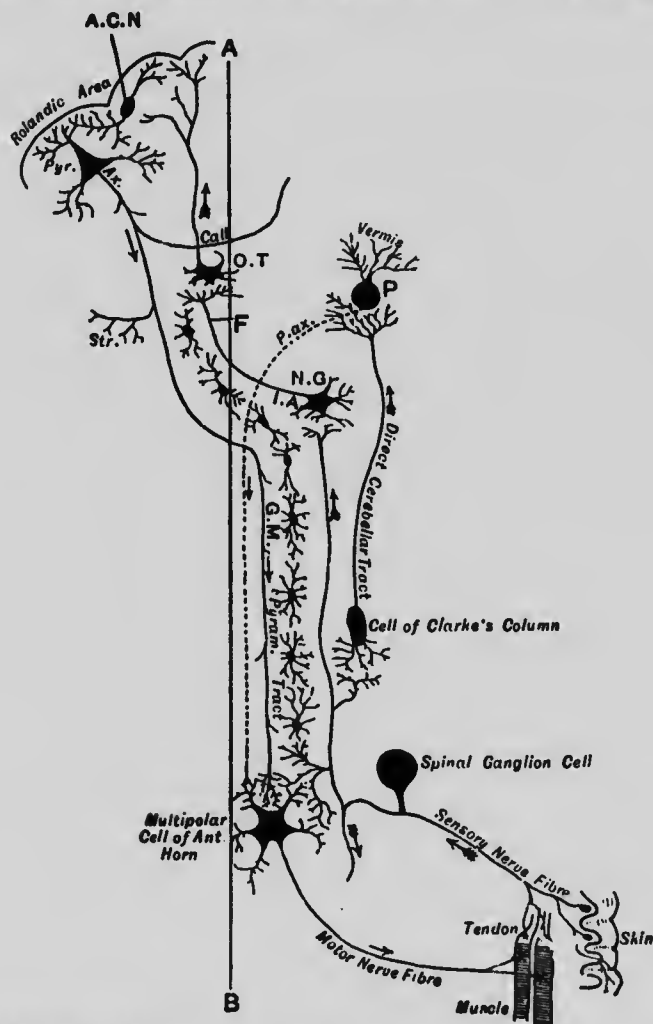 A.C.N
A
Rolandic Area
Pyr.
Ax.
Call
O.T
Vermis
P
F
Str.
P.ax.
N.G.
I.A
Direct Cerebellar Tract
G.M.
Pyram. Tract
Cell of Clarke's Column
Spinal Ganglion Cell
Multipolar
Cell of Ant.
Horn
Sensory Nerve Fibre
Tendon
Skin
Motor Nerve Fibre
Muncle
B